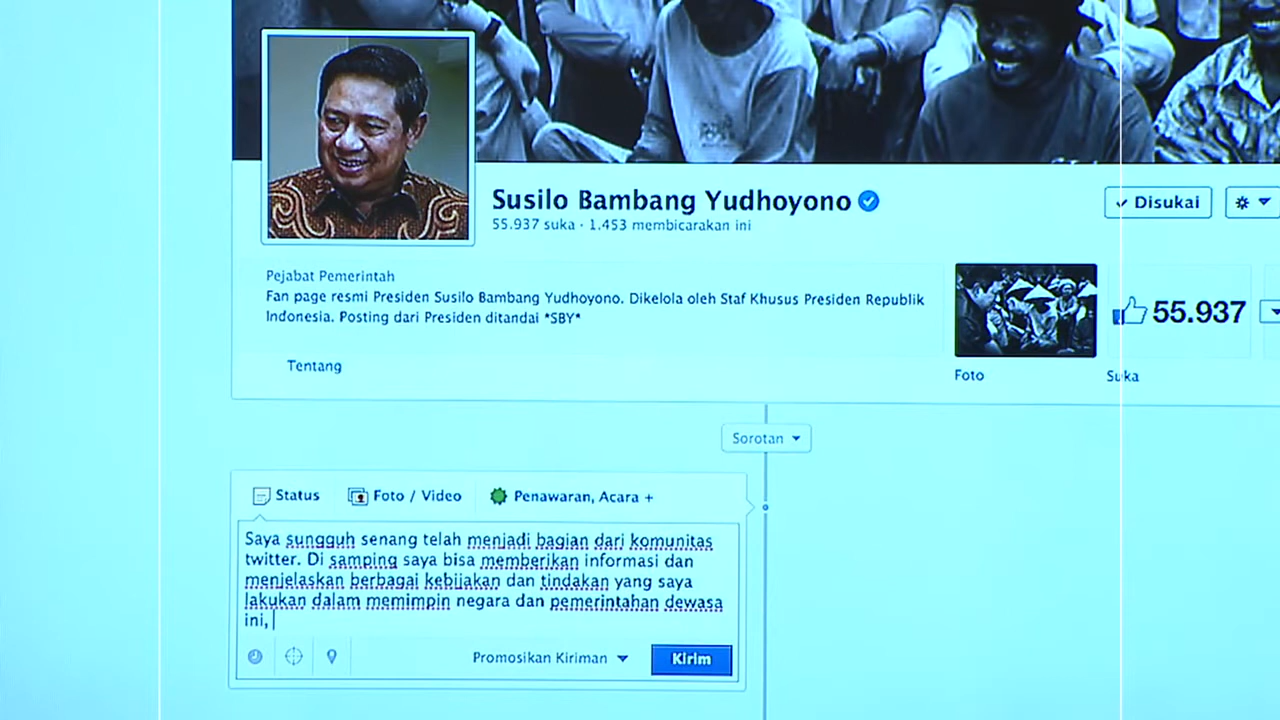 Susilo Bambang Yudhoyono
Disukai
55.937 suka · 1.453 membicarakan ini
Pejabat Pemerintah
Fan page resmi Presiden Susilo Bambang Yudhoyono. Dikelola oleh Staf Khusus Presiden Republik
Indonesia. Posting dari Presiden ditandai *SBY*
55.937
Tentang
Foto
Suka
Sorotan
Status
Foto / Video
Penawaran, Acara +
Saya sungguh senang telah menjadi bagian dari komunitas
twitter. Di samping saya bisa memberikan informasi dan
menjelaskan berbagai kebijakan dan tindakan yang saya
lakukan dalam memimpin negara dan pemerintahan dewasa
ini,
Promosikan Kiriman
Kirim